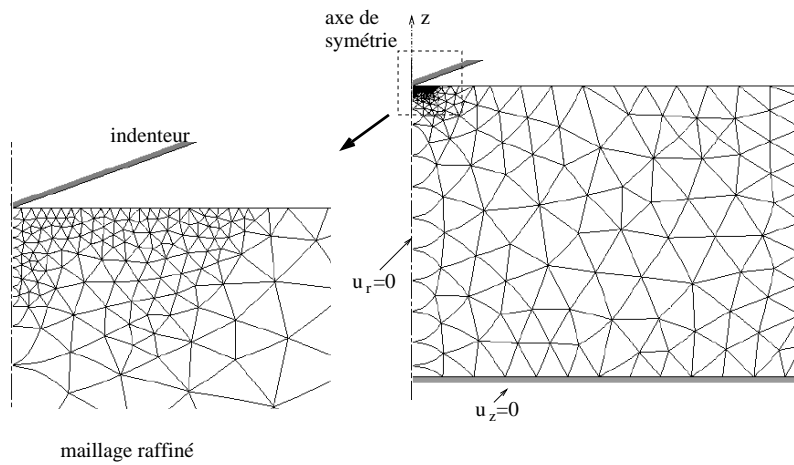 axe de
symétrie
z
indenteur
u_r=0
u_z=0
maillage raffiné